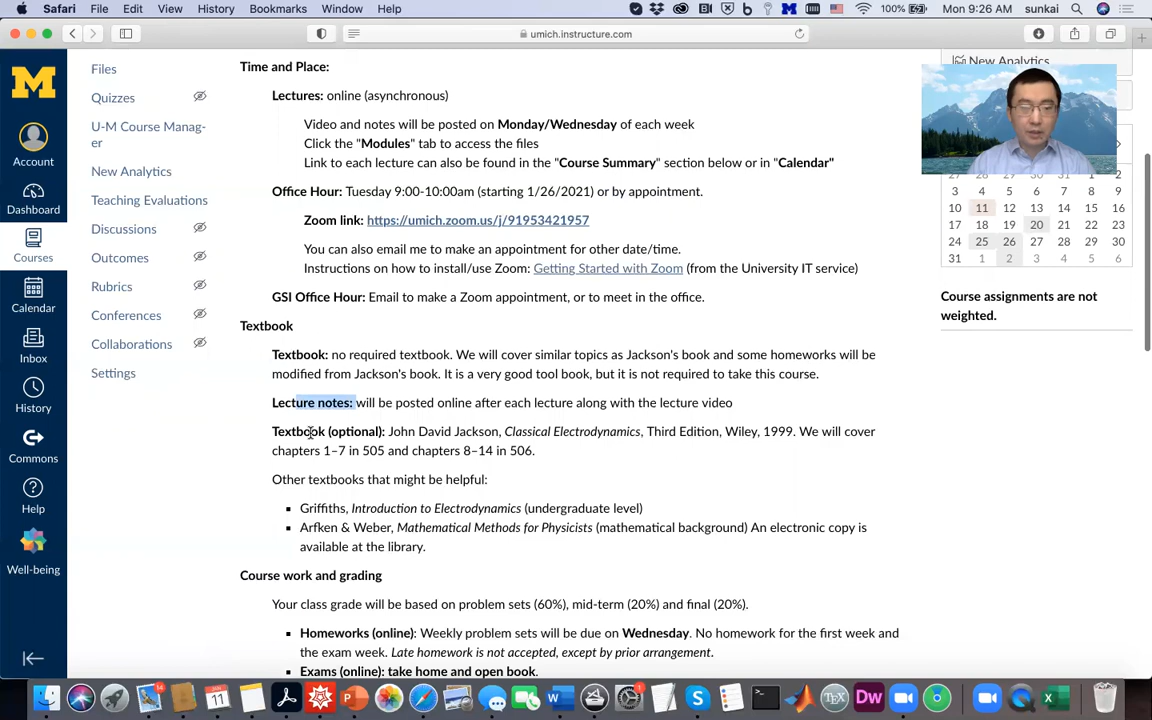 Safari File Edit View History Bookmarks Window Help 100% Mon 9:26 AM sunkai
umich.instructure.com
Account
Dashboard
Courses
Calendar
Inbox
History
Commons
Help
Well-being
Files
Quizzes
U-M Course Manag-
er
New Analytics
Teaching Evaluations
Discussions
Outcomes
Rubrics
Conferences
Collaborations
Settings
Time and Place:
Lectures: online (asynchronous)
Video and notes will be posted on Monday/Wednesday of each week
Click the "Modules" tab to access the files
Link to each lecture can also be found in the "Course Summary" section below or in "Calendar"
Office Hour: Tuesday 9:00-10:00am (starting 1/26/2021) or by appointment.
Zoom link: https://umich.zoom.us/j/91953421957
You can also email me to make an appointment for other date/time.
Instructions on how to install/use Zoom: Getting Started with Zoom (from the University IT service)
GSI Office Hour: Email to make a Zoom appointment, or to meet in the office.
Textbook
Textbook: no required textbook. We will cover similar topics as Jackson's book and some homeworks will be
modified from Jackson's book. It is a very good tool book, but it is not required to take this course.
Lecture notes: will be posted online after each lecture along with the lecture video
Textbook (optional): John David Jackson, Classical Electrodynamics, Third Edition, Wiley, 1999. We will cover
chapters 1–7 in 505 and chapters 8–14 in 506.
Other textbooks that might be helpful:
Griffiths, Introduction to Electrodynamics (undergraduate level)
Arfken & Weber, Mathematical Methods for Physicists (mathematical background) An electronic copy is
available at the library.
Course work and grading
Your class grade will be based on problem sets (60%), mid-term (20%) and final (20%).
Homeworks (online): Weekly problem sets will be due on Wednesday. No homework for the first week and
the exam week. Late homework is not accepted, except by prior arrangement.
Exams (online): take home and open book.
New Analytics
27 28 29 30 31 1 2
3 4 5 6 7 8 9
10 11 12 13 14 15 16
17 18 19 20 21 22 23
24 25 26 27 28 29 30
31 1 2 3 4 5 6
Course assignments are not
weighted.